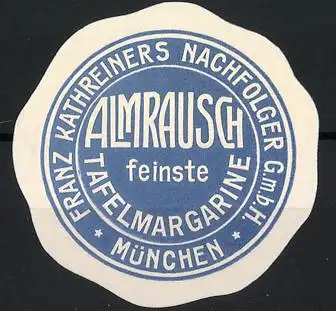 FRANZ KATHREINERS NACHFOLGER G.m.b.H.
ALMRAUSCH
feinste
TAFELMARGARINE
* MÜNCHEN *